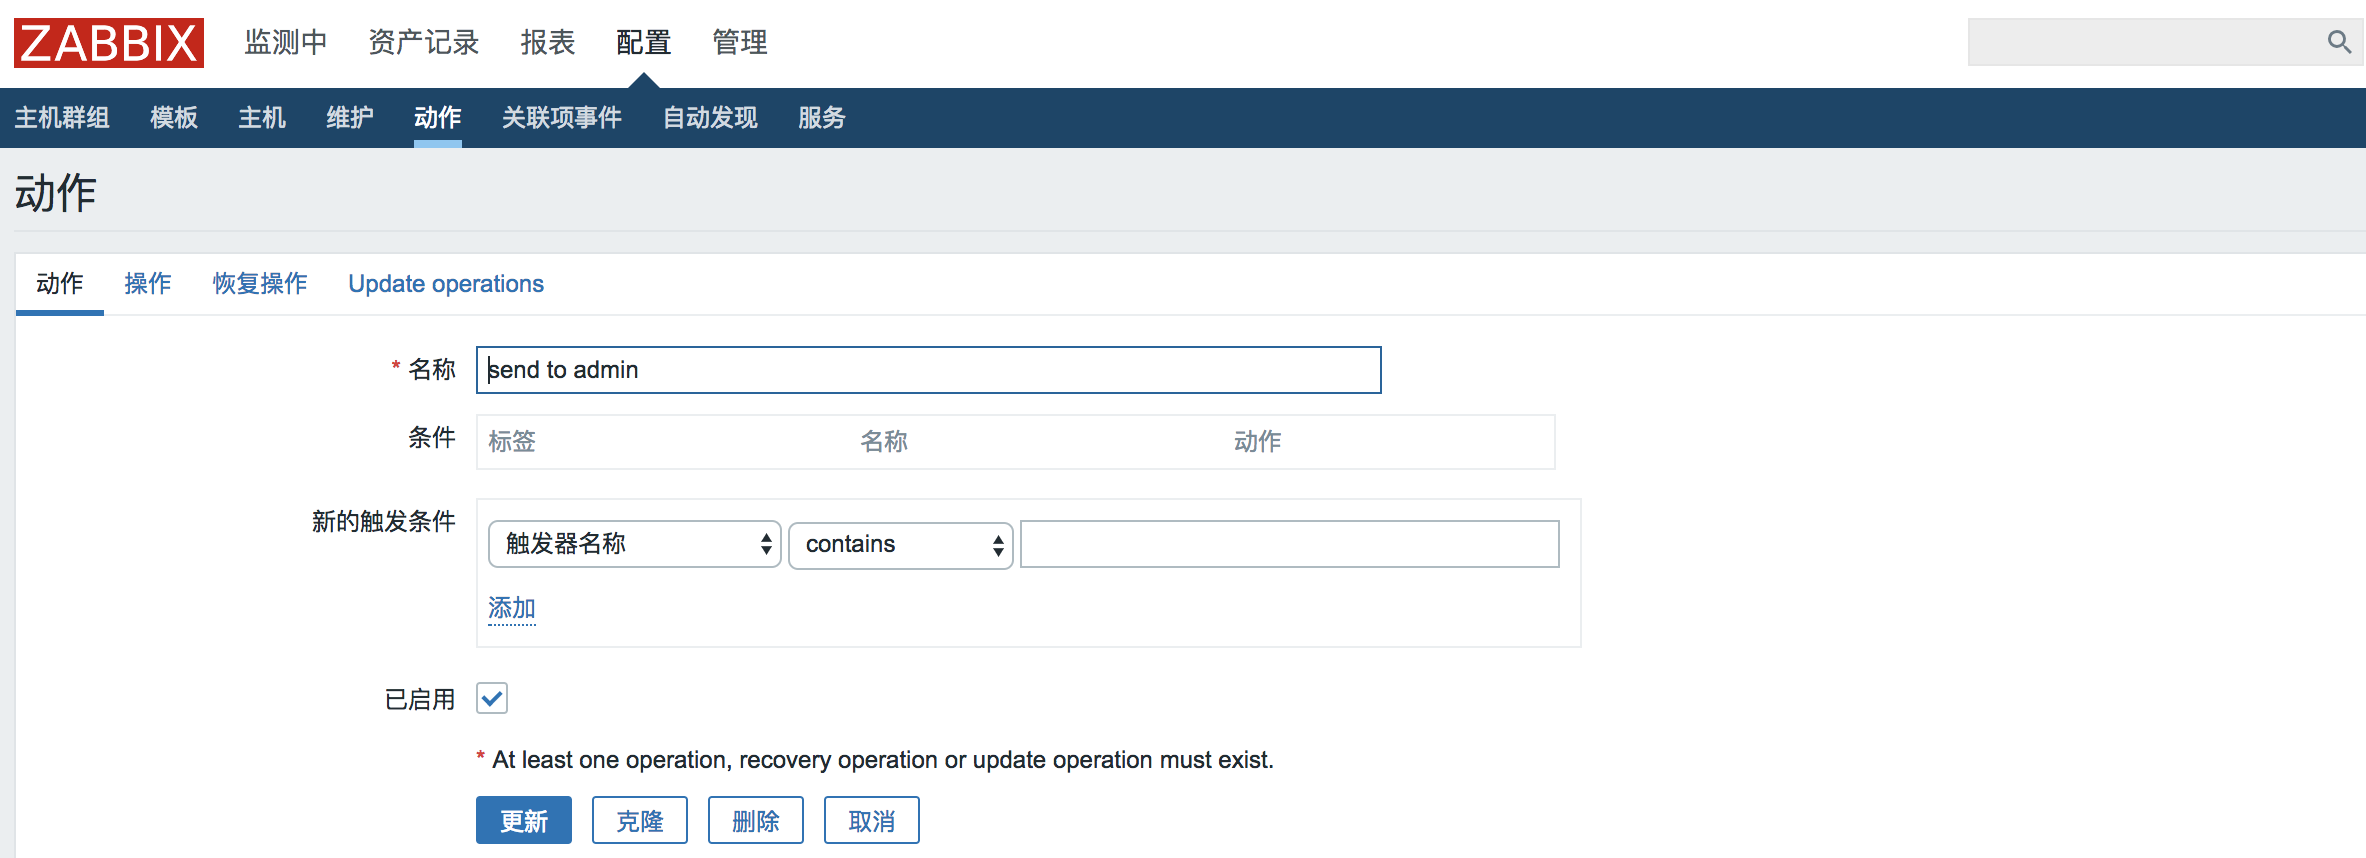 ZABBIX 监测中 资产记录 报表 配置 管理
主机群组 模板 主机 维护 动作 关联项事件 自动发现 服务
动作
动作 操作 恢复操作 Update operations
* 名称 send to admin
条件 标签 名称 动作
新的触发条件 触发器名称 contains
添加
已启用
* At least one operation, recovery operation or update operation must exist.
更新 克隆 删除 取消